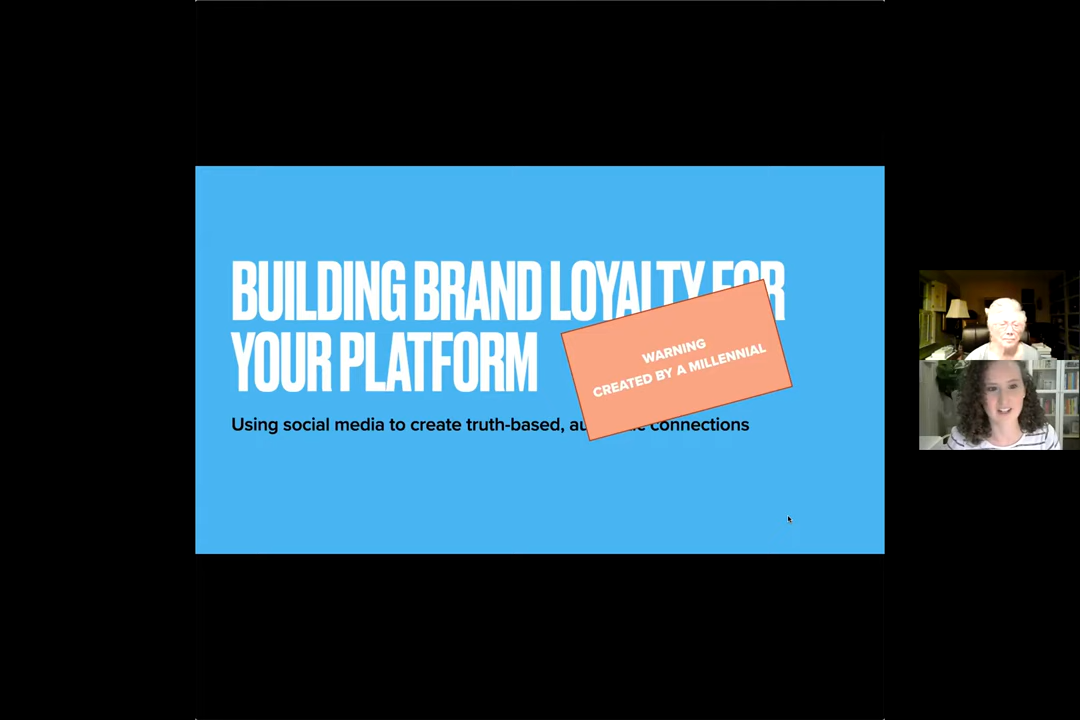 BUILDING BRAND LOYALTY FOR
YOUR PLATFORM
WARNING
CREATED BY A MILLENNIAL
Using social media to create truth-based, connections